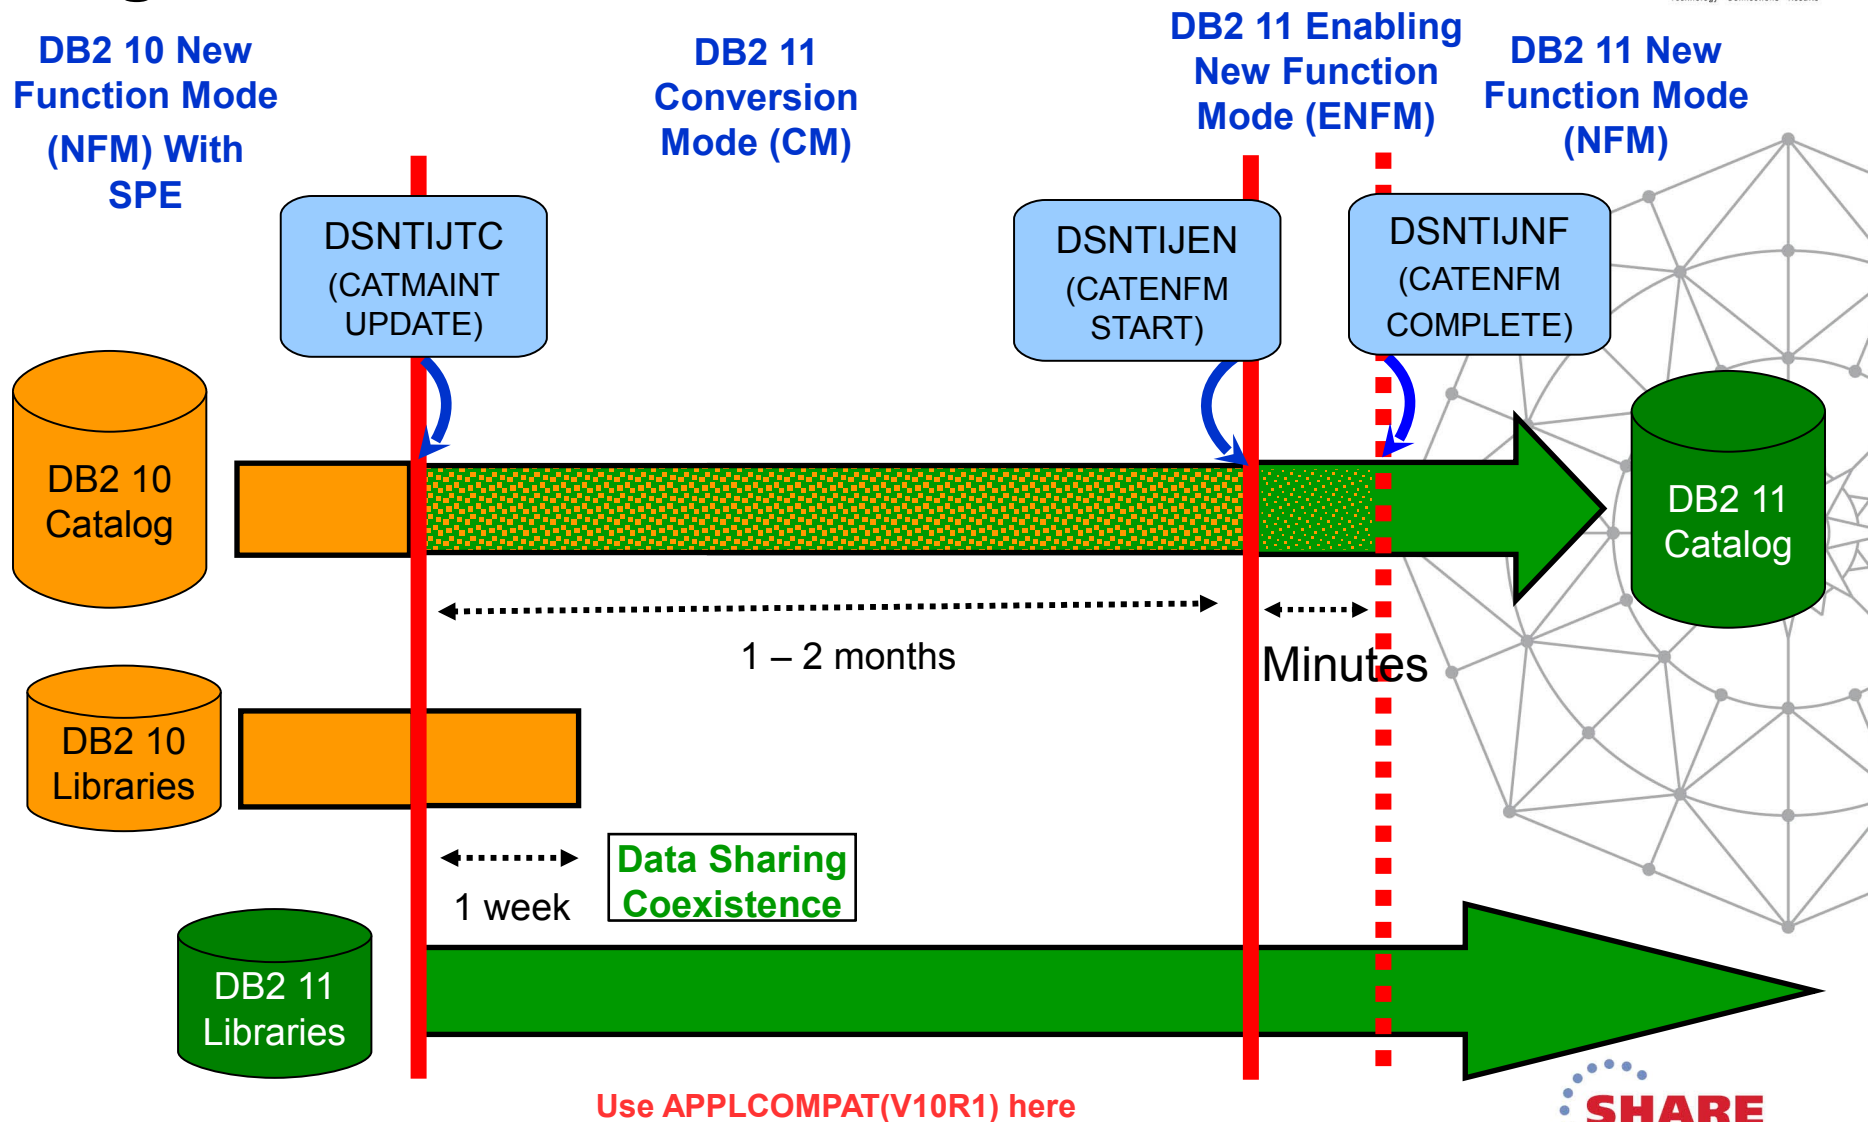 DB2 10 New
Function Mode
(NFM) With
SPE
DB2 11
Conversion
Mode (CM)
DB2 11 Enabling
New Function
Mode (ENFM)
DB2 11 New
Function Mode
(NFM)
DSNTIJTC
(CATMAINT
UPDATE)
DSNTIJEN
(CATENFM
START)
DSNTIJNF
(CATENFM
COMPLETE)
DB2 10
Catalog
DB2 11
Catalog
1 – 2 months
Minutes
DB2 10
Libraries
1 week
Data Sharing
Coexistence
DB2 11
Libraries
Use APPLCOMPAT(V10R1) here
SHARE